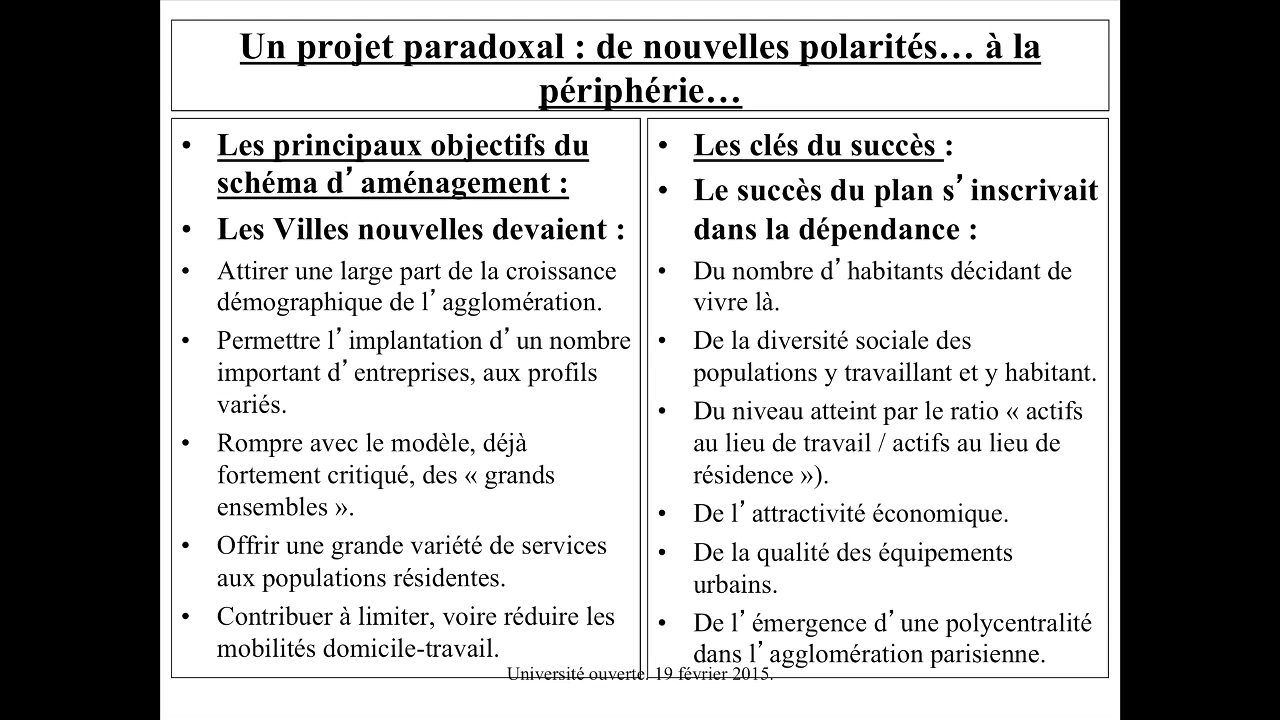 Un projet paradoxal : de nouvelles polarités… à la
périphérie…
• Les principaux objectifs du
schéma d’aménagement :
• Les Villes nouvelles devaient :
• Attirer une large part de la croissance
démographique de l’agglomération.
• Permettre l’implantation d’un nombre
important d’entreprises, aux profils
variés.
• Rompre avec le modèle, déjà
fortement critiqué, des « grands
ensembles ».
• Offrir une grande variété de services
aux populations résidentes.
• Contribuer à limiter, voire réduire les
mobilités domicile-travail.
• Les clés du succès :
• Le succès du plan s’inscrivait
dans la dépendance :
• Du nombre d’habitants décidant de
vivre là.
• De la diversité sociale des
populations y travaillant et y habitant.
• Du niveau atteint par le ratio « actifs
au lieu de travail / actifs au lieu de
résidence »).
• De l’attractivité économique.
• De la qualité des équipements
urbains.
• De l’émergence d’une polycentralité
dans l’agglomération parisienne.
Université ouverte. 19 février 2015.